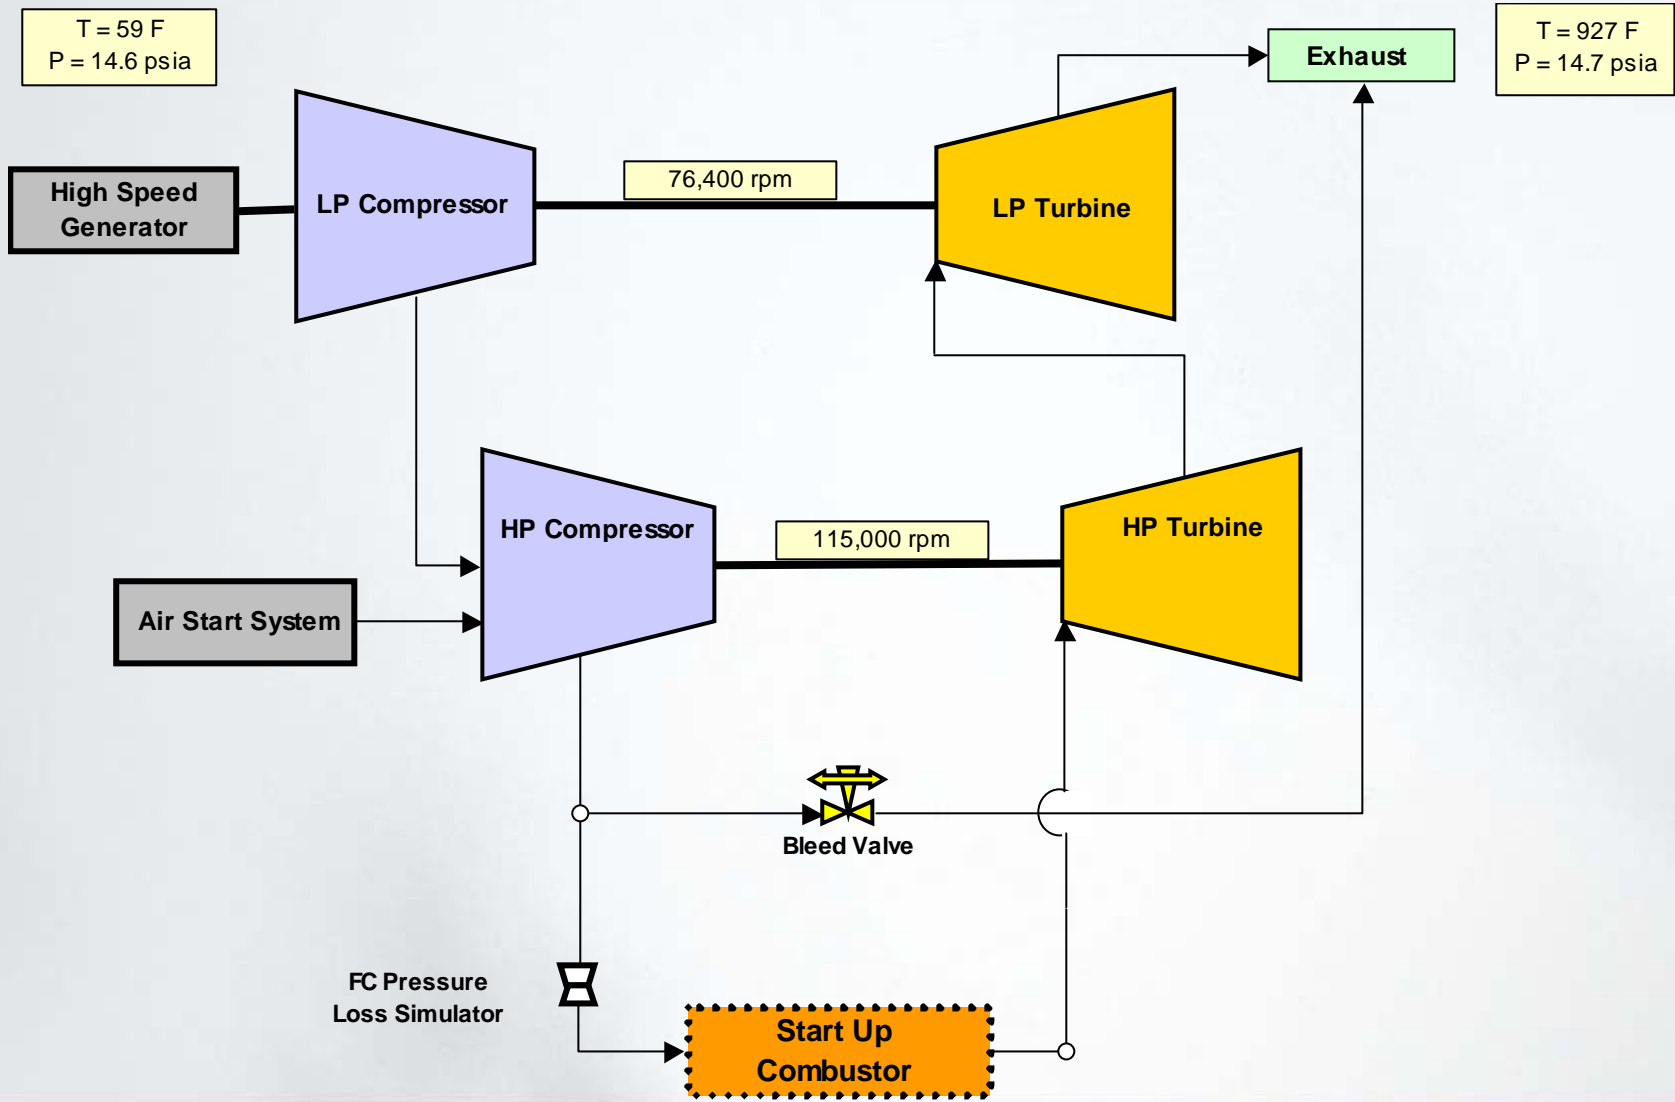 T = 59 F
P = 14.6 psia
Exhaust
T = 927 F
P = 14.7 psia
High Speed
Generator
LP Compressor
76,400 rpm
LP Turbine
HP Compressor
115,000 rpm
HP Turbine
Air Start System
Bleed Valve
FC Pressure
Loss Simulator
Start Up
Combustor